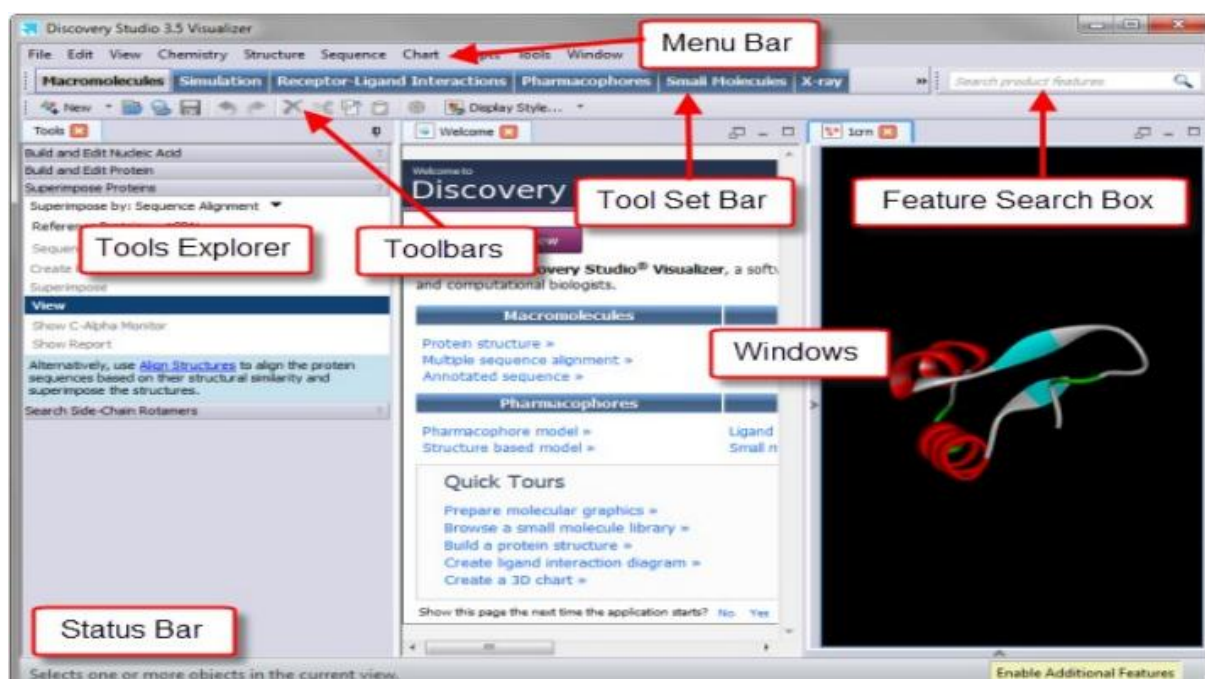 Discovery Studio 3.5 Visualizer
File Edit View Chemistry Structure Sequence Chart Tools Window
Menu Bar
Macromolecules Simulation Receptor-Ligand Interactions Pharmacophores Small Molecules X-ray » Search product features
New Display Style...
Tools
Welcome
1crn
Build and Edit Nucleic Acid
Build and Edit Protein
Superimpose Proteins
Superimpose by: Sequence Alignment
Tools Explorer
Toolbars
Tool Set Bar
Feature Search Box
Superimpose
View
Show C-Alpha Monitor
Show Report
Alternatively, use Align Structures to align the protein
sequences based on their structural similarity and
superimpose the structures.
Search Side-Chain Rotamers
Welcome to
Discovery
overy Studio® Visualizer, a soft
and computational biologists.
Macromolecules
Protein structure »
Multiple sequence alignment »
Annotated sequence »
Windows
Pharmacophores
Pharmacophore model » Ligand
Structure based model » Small m
Quick Tours
Prepare molecular graphics »
Browse a small molecule library »
Build a protein structure »
Create ligand interaction diagram »
Create a 3D chart »
Show this page the next time the application starts? No Yes
Status Bar
Selects one or more objects in the current view.
Enable Additional Features